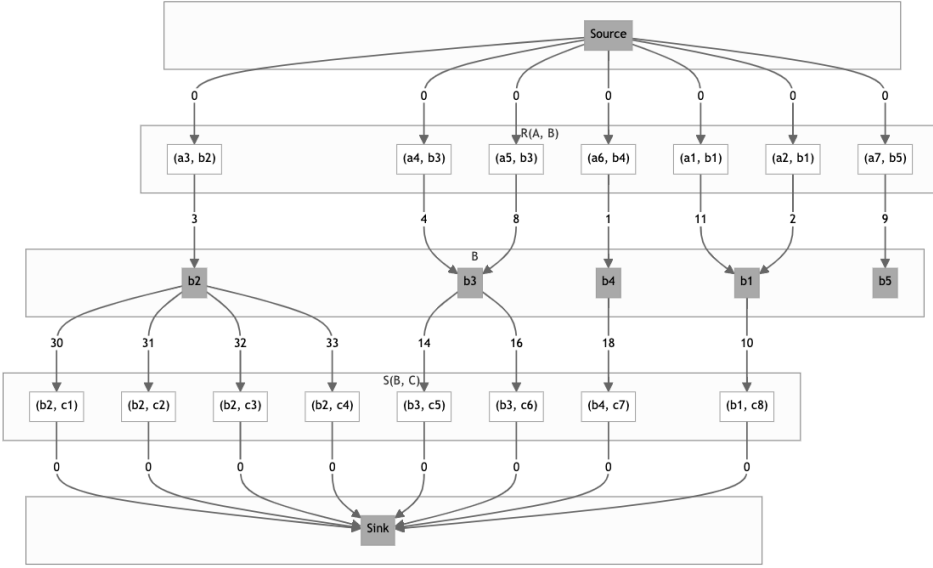 Source
0 0 0 0 0 0 0
R(A, B)
(a3, b2) (a4, b3) (a5, b3) (a6, b4) (a1, b1) (a2, b1) (a7, b5)
3 4 8 1 11 2 9
B
b2 b3 b4 b1 b5
30 31 32 33 14 16 18 10
S(B, C)
(b2, c1) (b2, c2) (b2, c3) (b2, c4) (b3, c5) (b3, c6) (b4, c7) (b1, c8)
0 0 0 0 0 0 0 0
Sink